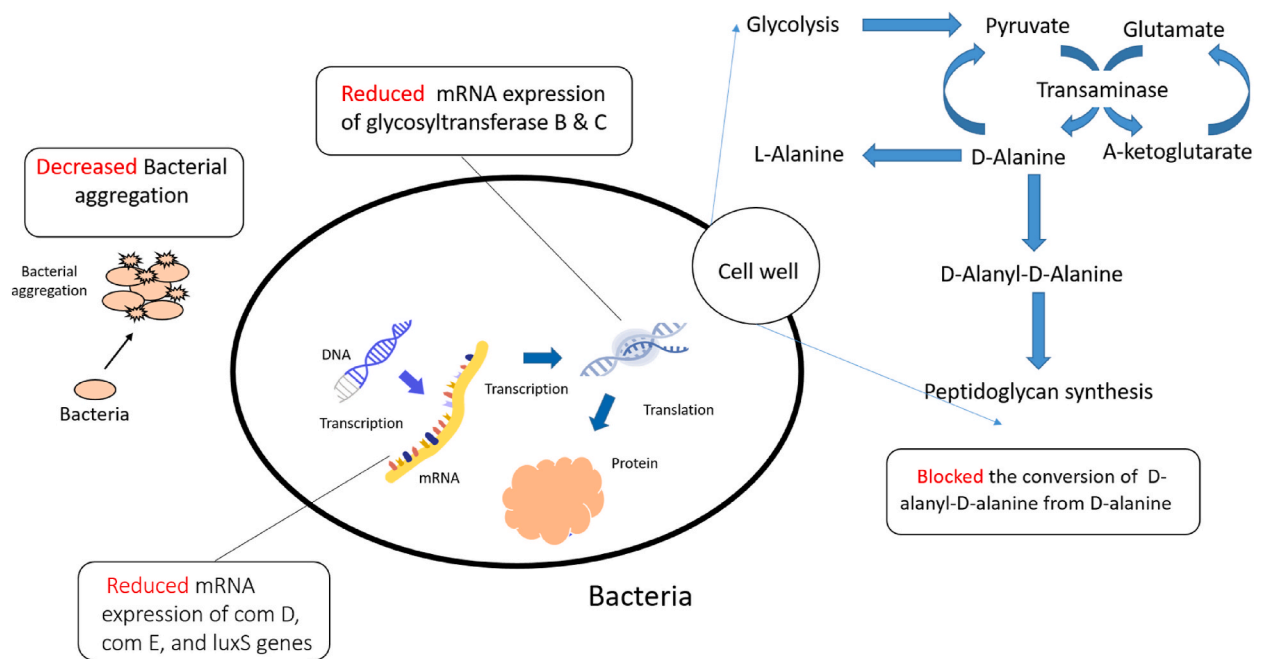 Glycolysis
Pyruvate
Glutamate
Transaminase
L-Alanine
D-Alanine
A-ketoglutarate
D-Alanyl-D-Alanine
Peptidoglycan synthesis
Reduced mRNA expression
of glycosyltransferase B & C
Decreased Bacterial
aggregation
Bacterial
aggregation
Bacteria
Cell well
DNA
Transcription
mRNA
Transcription
Translation
Protein
Blocked the conversion of D-
alanyl-D-alanine from D-alanine
Reduced mRNA
expression of com D,
com E, and luxS genes
Bacteria